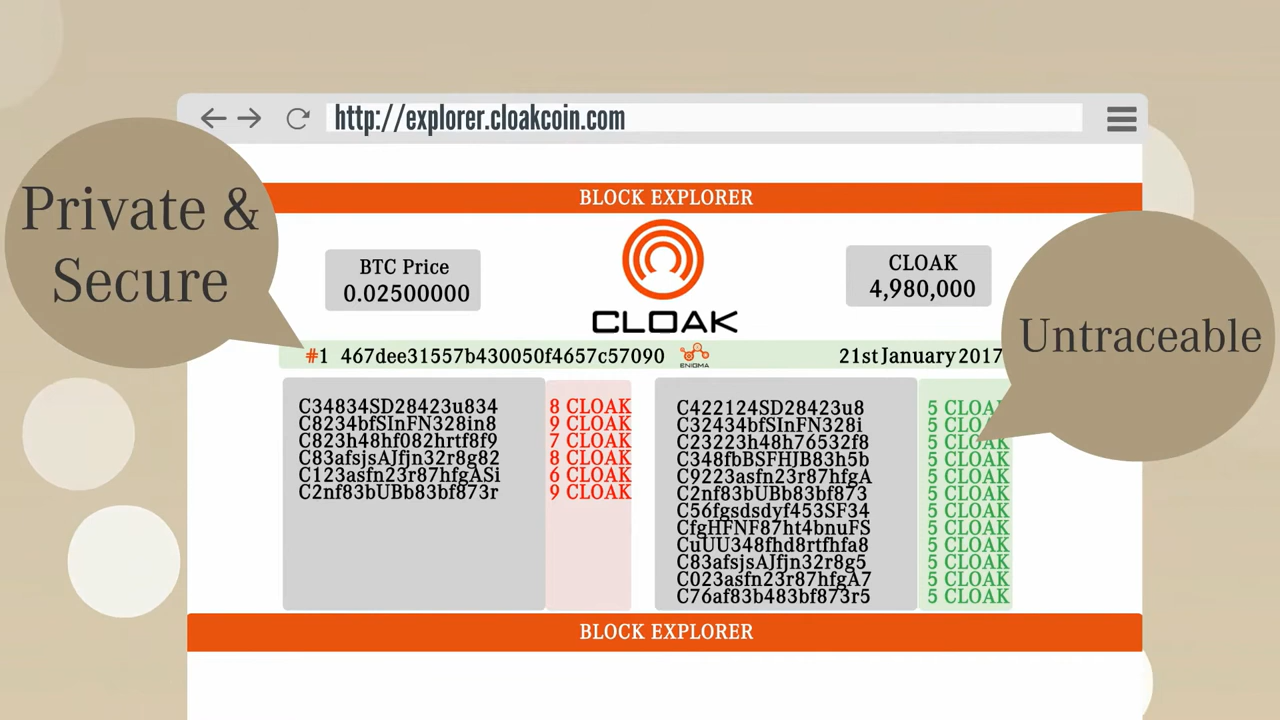 http://explorer.cloakcoin.com
Private &
Secure
BLOCK EXPLORER
BTC Price
0.02500000
CLOAK
CLOAK
4,980,000
Untraceable
#1 467dee31557b430050f4657c57090
ENIGMA
21st January 2017
C34834SD28423u834 8 CLOAK
C8234bfSInFN328in8 9 CLOAK
C823h48hf082hrtf8f9 7 CLOAK
C83afsjsAJfjn32r8g82 8 CLOAK
C123asfn23r87hfgASi 6 CLOAK
C2nf83bUBb83bf873r 9 CLOAK
C422124SD28423u8 5 CLOAK
C32434bfSInFN328i 5 CLOAK
C23223h48h76532f8 5 CLOAK
C348fbBSFHJB83h5b 5 CLOAK
C9223asfn23r87hfgA 5 CLOAK
C2nf83bUBb83bf873 5 CLOAK
C56fgsdsdyf453SF34 5 CLOAK
CfgHFNF87ht4bnuFS 5 CLOAK
CuUU348fhd8rtfhfa8 5 CLOAK
C83afsjsAJfjn32r8g5 5 CLOAK
C023asfn23r87hfgA7 5 CLOAK
C76af83b483bf873r5 5 CLOAK
BLOCK EXPLORER